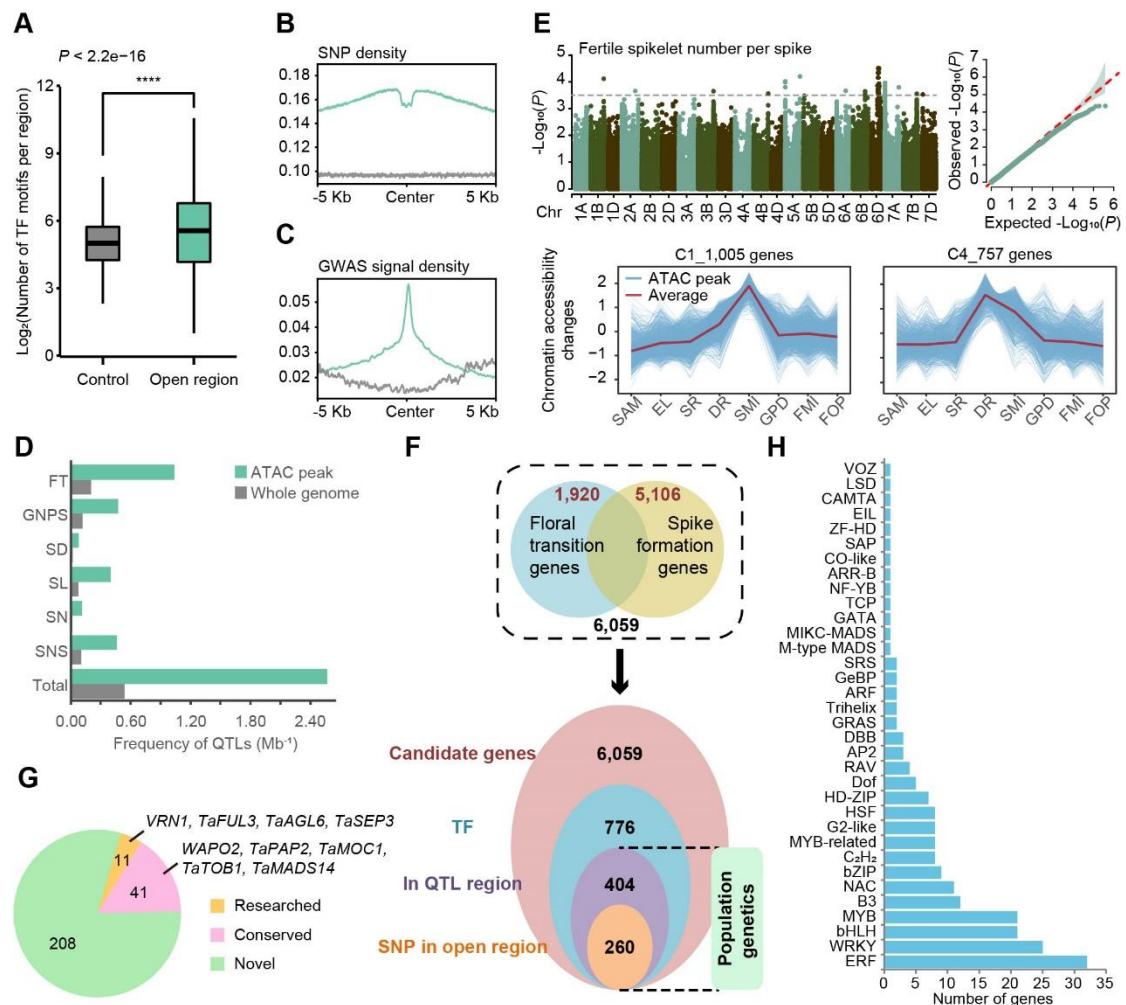 A
P < 2.2e−16
****
Log₂(Number of TF motifs per region)
12
9
6
3
0
Control
Open region
B
SNP density
0.18
0.16
0.14
0.12
0.10
-5 Kb
Center
5 Kb
C
GWAS signal density
0.05
0.04
0.03
0.02
-5 Kb
Center
5 Kb
E
Fertile spikelet number per spike
-Log₁₀(P)
5
4
3
2
1
0
Chr
1A
1B
1D
2A
2B
2D
3A
3B
3D
4A
4B
4D
5A
5B
5D
6A
6B
6D
7A
7B
7D
Observed -Log₁₀(P)
6
5
4
3
2
1
0
0 1 2 3 4 5 6
Expected -Log₁₀(P)
C1_1,005 genes
C4_757 genes
ATAC peak
Average
Chromatin accessibility
changes
2
1
0
−1
−2
SAM
EL
SR
DR
SMI
GPD
FMI
FOP
SAM
EL
SR
DR
SMI
GPD
FMI
FOP
D
ATAC peak
Whole genome
FT
GNPS
SD
SL
SN
SNS
Total
0.00 0.60 1.20 1.80 2.40
Frequency of QTLs (Mb⁻¹)
F
1,920
5,106
Floral
transition
genes
Spike
formation
genes
6,059
Candidate genes
6,059
TF
776
In QTL region
404
SNP in open region
260
Population
genetics
G
VRN1, TaFUL3, TaAGL6, TaSEP3
WAPO2, TaPAP2, TaMOC1,
TaTOB1, TaMADS14
11
41
208
Researched
Conserved
Novel
H
VOZ
LSD
CAMTA
EIL
ZF-HD
SAP
CO-like
ARR-B
NF-YB
TCP
GATA
MIKC-MADS
M-type MADS
SRS
GeBP
ARF
Trihelix
GRAS
DBB
AP2
RAV
Dof
HD-ZIP
HSF
G2-like
MYB-related
C₂H₂
bZIP
NAC
B3
MYB
bHLH
WRKY
ERF
0 5 10 15 20 25 30 35
Number of genes